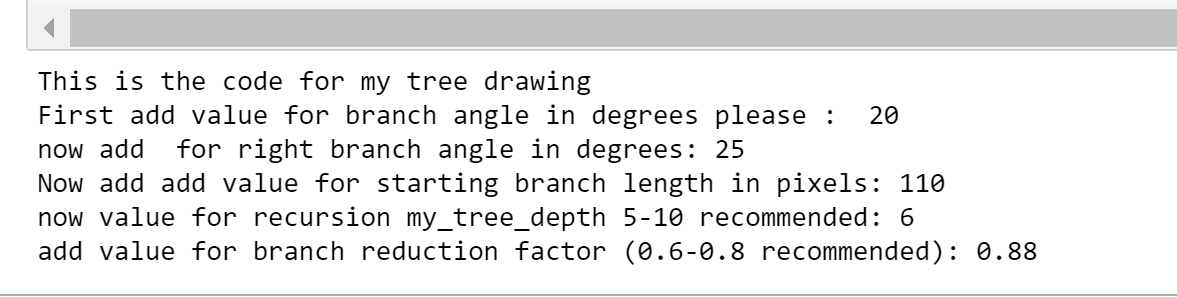 This is the code for my tree drawing
First add value for branch angle in degrees please :  20
now add  for right branch angle in degrees: 25
Now add add value for starting branch length in pixels: 110
now value for recursion my_tree_depth 5-10 recommended: 6
add value for branch reduction factor (0.6-0.8 recommended): 0.88